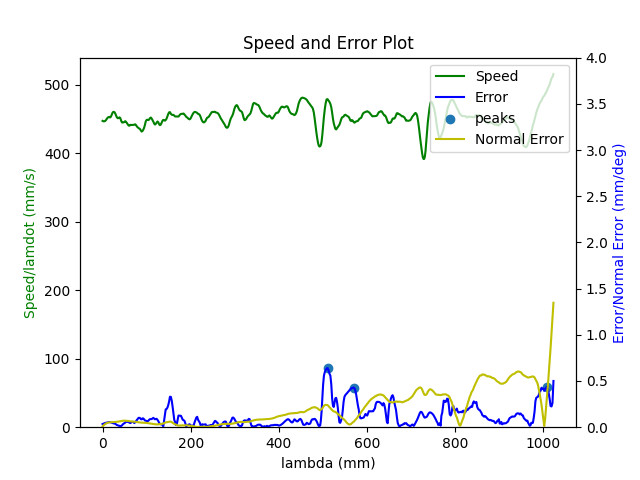 Speed and Error Plot
Speed/lamdot (mm/s)
500
400
300
200
100
0
0
200
400
600
800
1000
lambda (mm)
4.0
3.5
3.0
2.5
2.0
1.5
1.0
0.5
0.0
Error/Normal Error (mm/deg)
Speed
Error
peaks
Normal Error